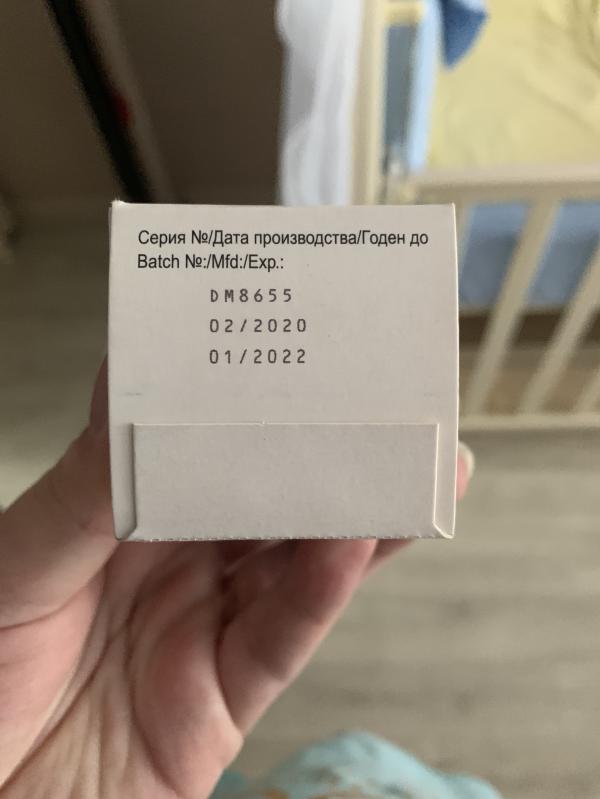 Серия №/Дата производства/Годен до
Batch №:/Mfd:/Exp.:
DM8655
02/2020
01/2022